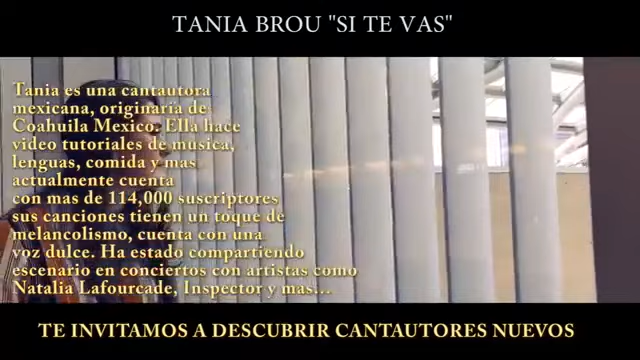 TANIA BROU "SI TE VAS"
Tania es una cantautora
mexicana, originaria de
Coahuila Mexico. Ella hace
video tutoriales de musica,
lenguas, comida y mas
actualmente cuenta
con mas de 114,000 suscriptores
sus canciones tienen un toque de
melancolismo, cuenta con una
voz dulce. Ha estado compartiendo
escenario en conciertos con artistas como
Natalia Lafourcade, Inspector y mas...
TE INVITAMOS A DESCUBRIR CANTAUTORES NUEVOS